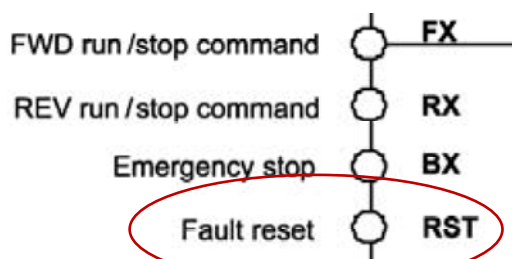 FWD run/stop command FX
REV run/stop command RX
Emergency stop BX
Fault reset RST